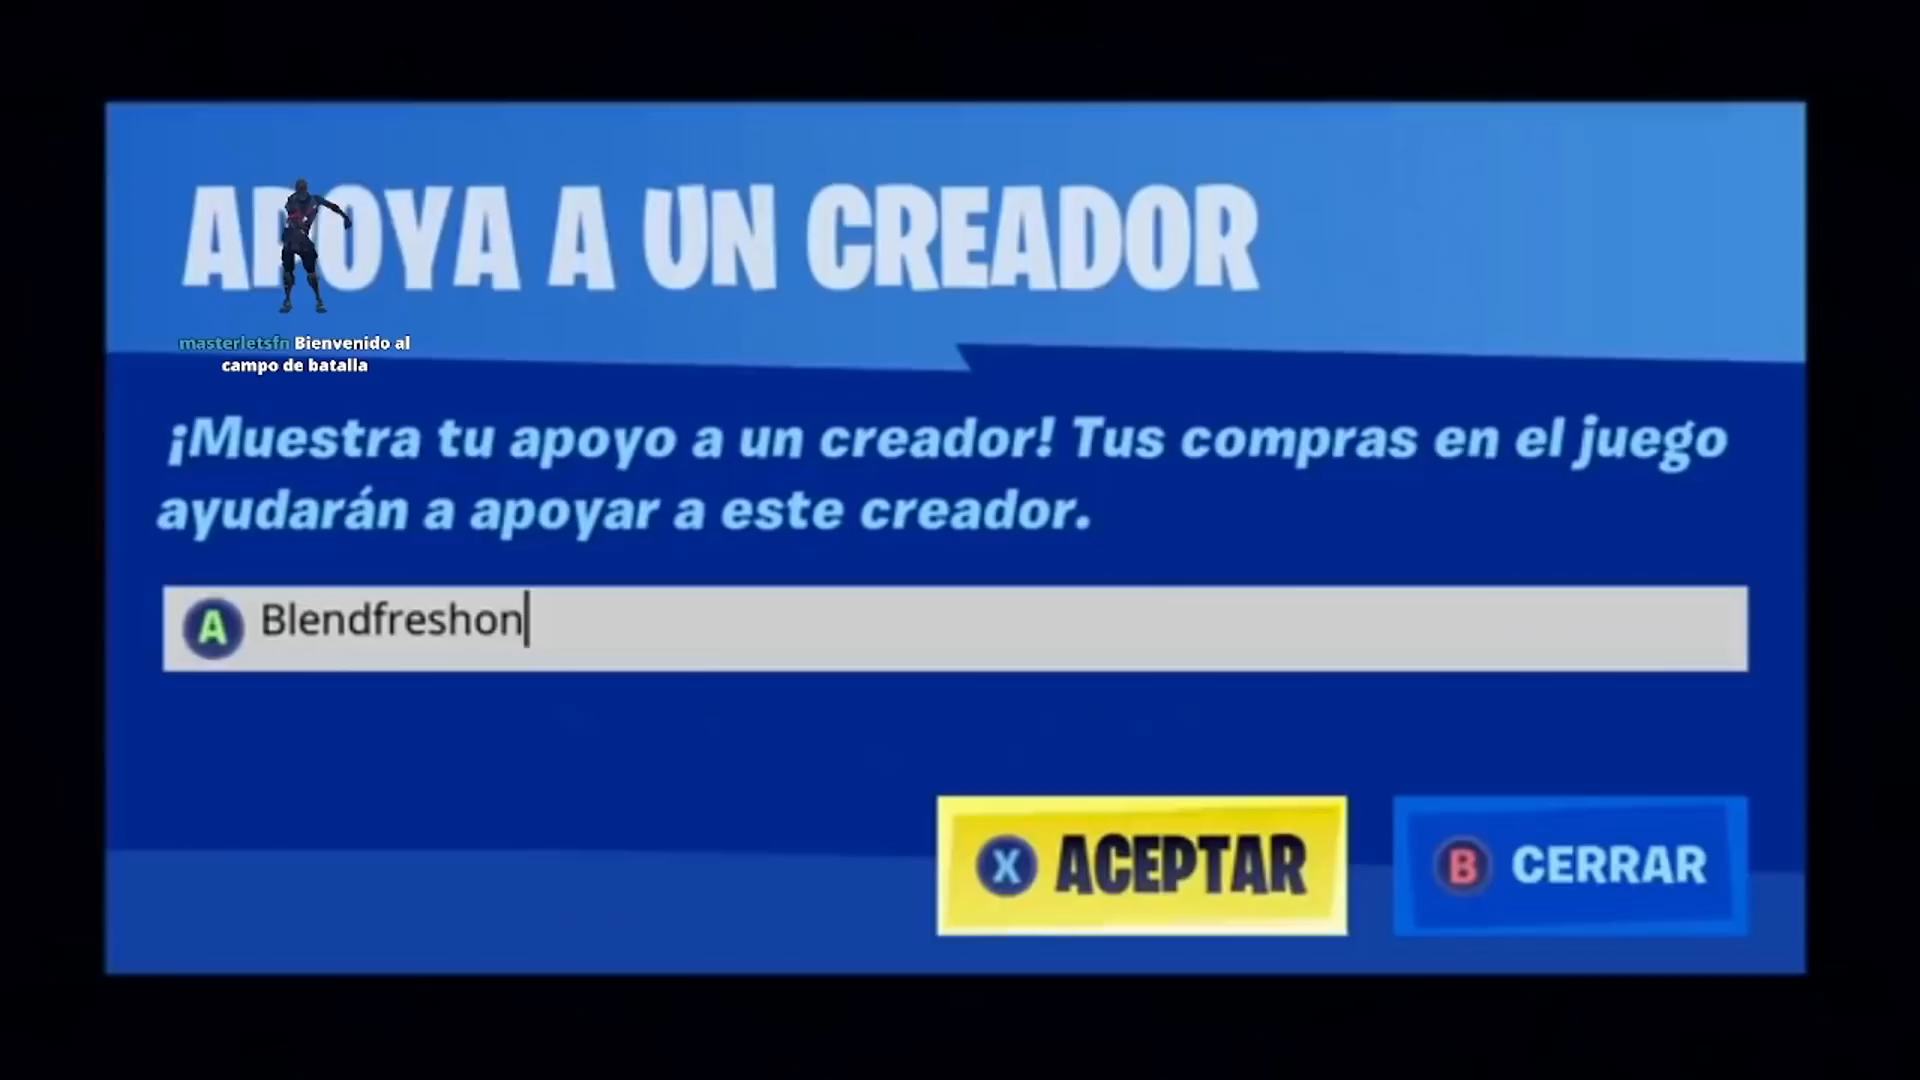 APOYA A UN CREADOR
masterletsfn Bienvenido al
campo de batalla
¡Muestra tu apoyo a un creador! Tus compras en el juego
ayudarán a apoyar a este creador.
A Blendfreshon
X ACEPTAR
B CERRAR